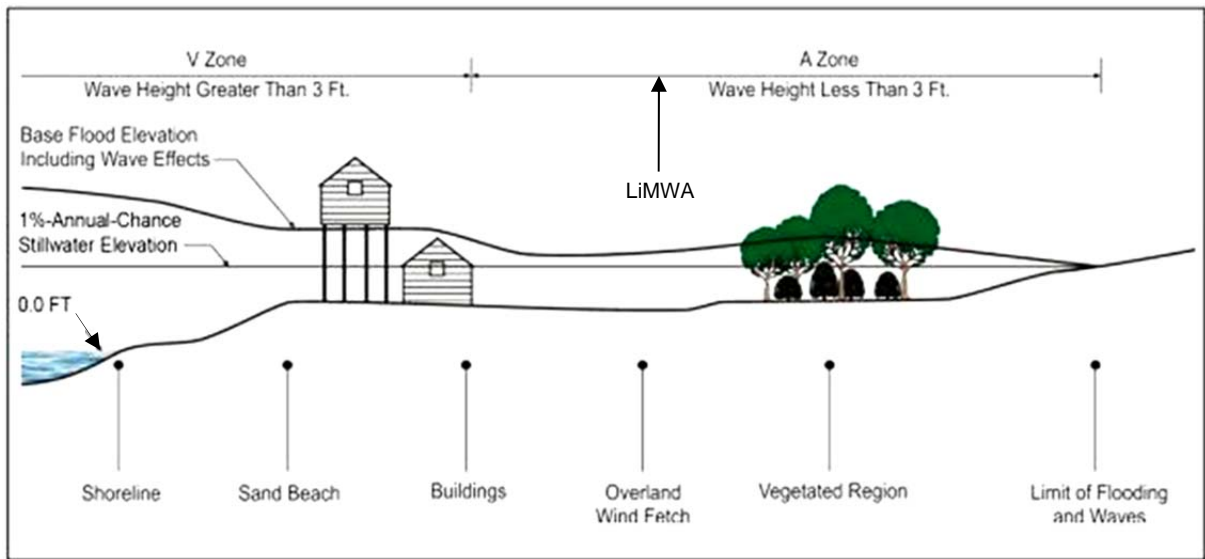 V Zone
Wave Height Greater Than 3 Ft.
A Zone
Wave Height Less Than 3 Ft.
Base Flood Elevation
Including Wave Effects
LiMWA
1%-Annual-Chance
Stillwater Elevation
0.0 FT
Shoreline
Sand Beach
Buildings
Overland
Wind Fetch
Vegetated Region
Limit of Flooding
and Waves